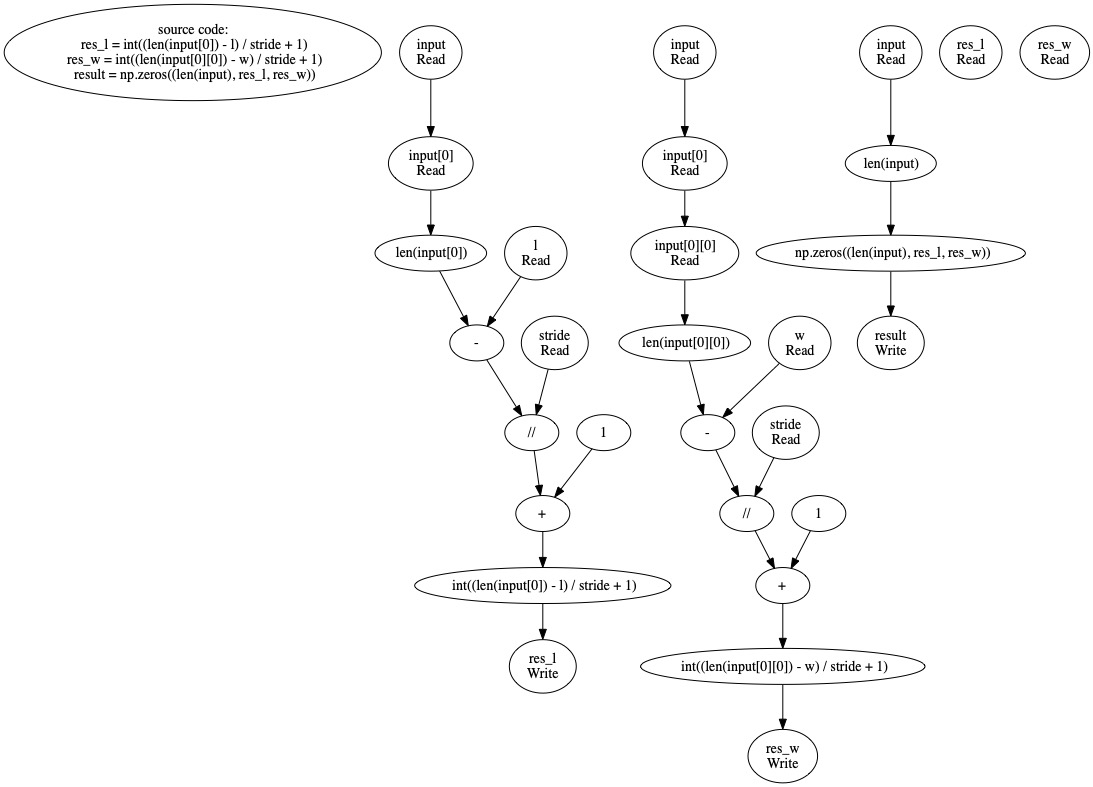 source code:
res_l = int((len(input[0]) - l) / stride + 1)
res_w = int((len(input[0][0]) - w) / stride + 1)
result = np.zeros((len(input), res_l, res_w))
input
Read
input
Read
input
Read
res_l
Read
res_w
Read
input[0]
Read
input[0]
Read
len(input)
len(input[0])
l
Read
input[0][0]
Read
np.zeros((len(input), res_l, res_w))
-
stride
Read
len(input[0][0])
w
Read
result
Write
//
1
-
stride
Read
+
//
1
int((len(input[0]) - l) / stride + 1)
+
res_l
Write
int((len(input[0][0]) - w) / stride + 1)
res_w
Write